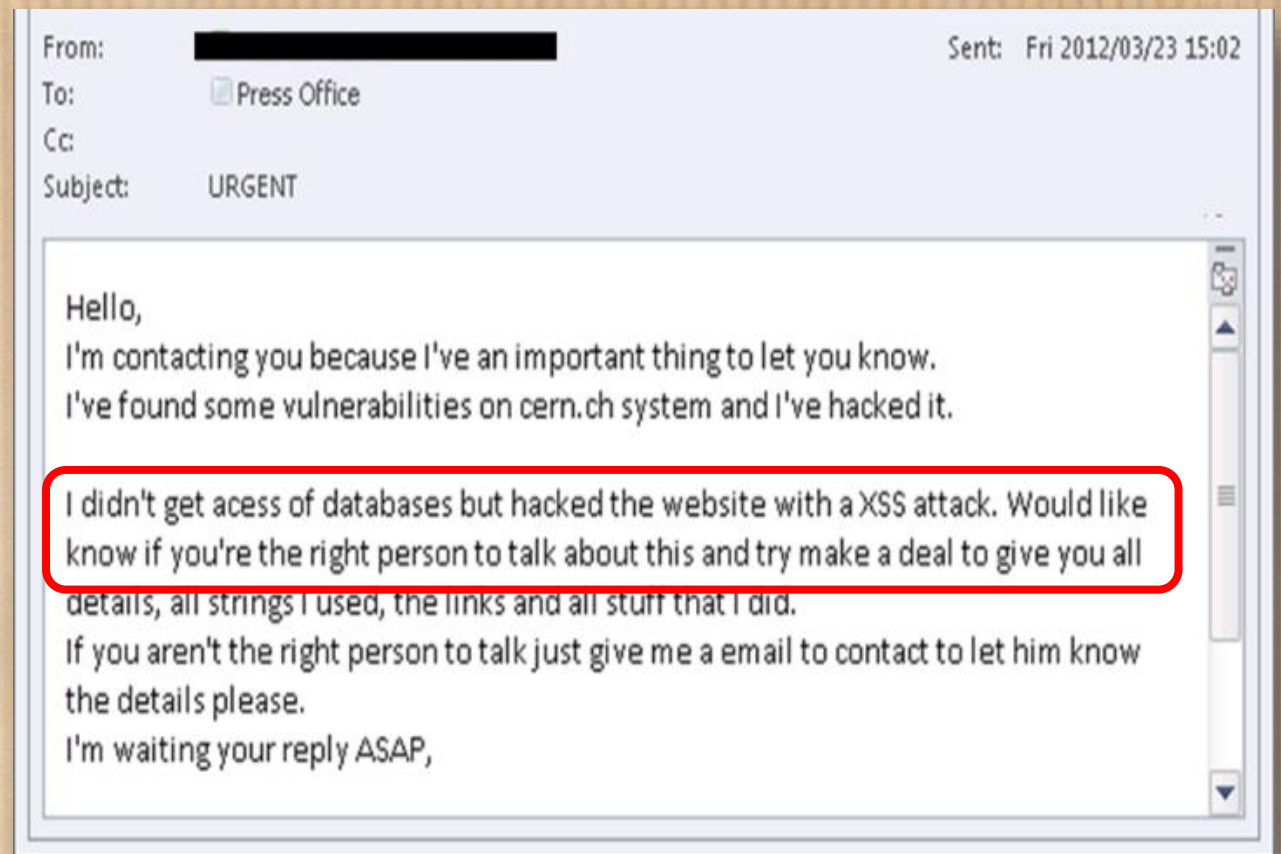 From:
Sent: Fri 2012/03/23 15:02
To: Press Office
Cc:
Subject: URGENT
Hello,
I'm contacting you because I've an important thing to let you know.
I've found some vulnerabilities on cern.ch system and I've hacked it.
I didn't get acess of databases but hacked the website with a XSS attack. Would like
know if you're the right person to talk about this and try make a deal to give you all
details, all strings I used, the links and all stuff that I did.
If you aren't the right person to talk just give me a email to contact to let him know
the details please.
I'm waiting your reply ASAP,